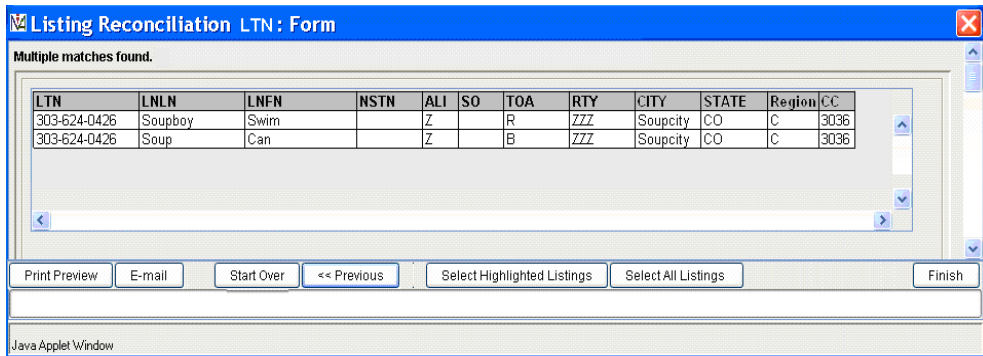 Listing Reconciliation LTN: Form
Multiple matches found.
LTN LNLN LNFN NSTN ALI SO TOA RTY CITY STATE Region CC
303-624-0426 Soupboy Swim Z R ZZZ Soupcity CO C 3036
303-624-0426 Soup Can Z B ZZZ Soupcity CO C 3036
Print Preview E-mail Start Over << Previous Select Highlighted Listings Select All Listings Finish
Java Applet Window